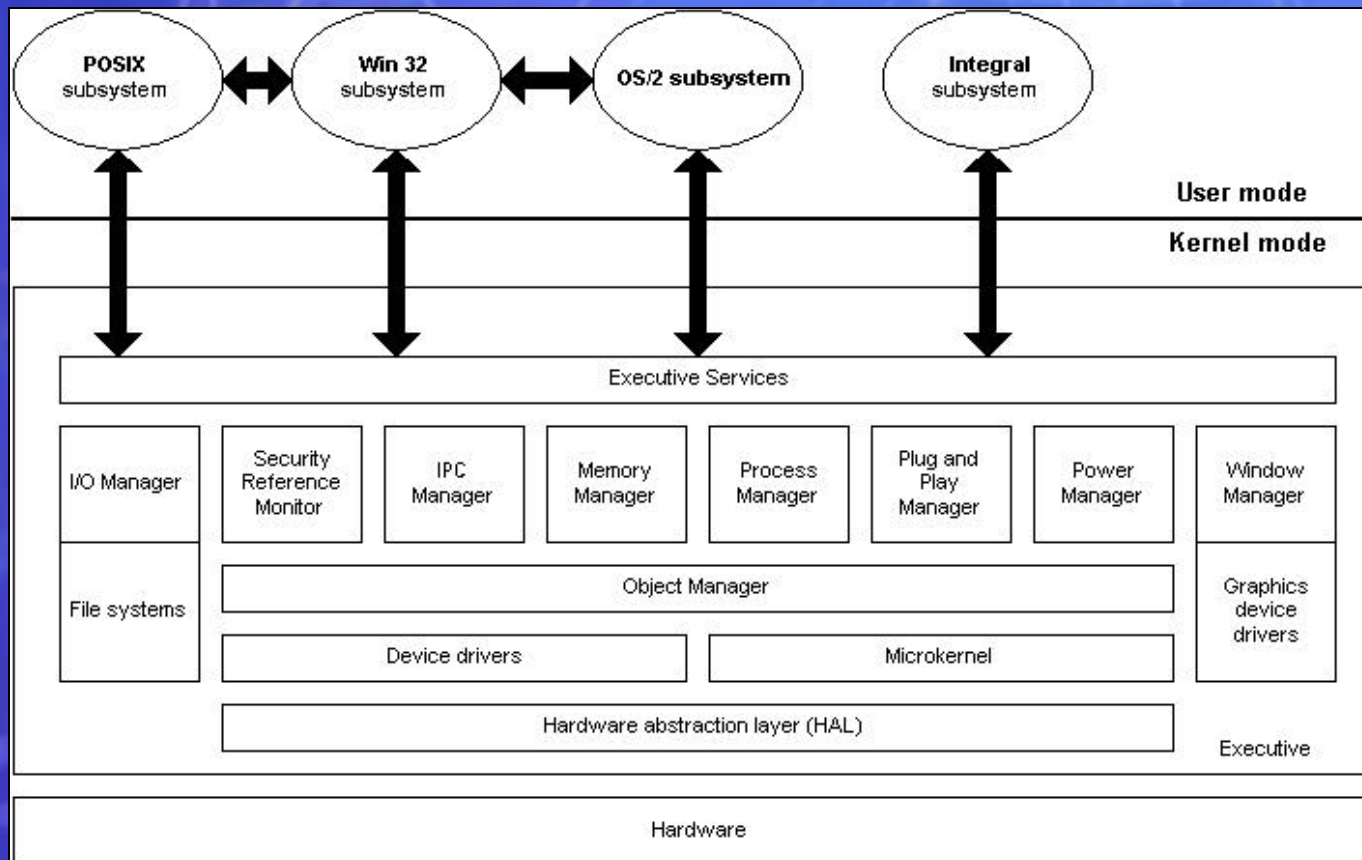 POSIX
subsystem
Win 32
subsystem
OS/2 subsystem
Integral
subsystem
User mode
Kernel mode
Executive Services
I/O Manager
Security
Reference
Monitor
IPC
Manager
Memory
Manager
Process
Manager
Plug and
Play
Manager
Power
Manager
Window
Manager
File systems
Object Manager
Graphics
device
drivers
Device drivers
Microkernel
Hardware abstraction layer (HAL)
Executive
Hardware